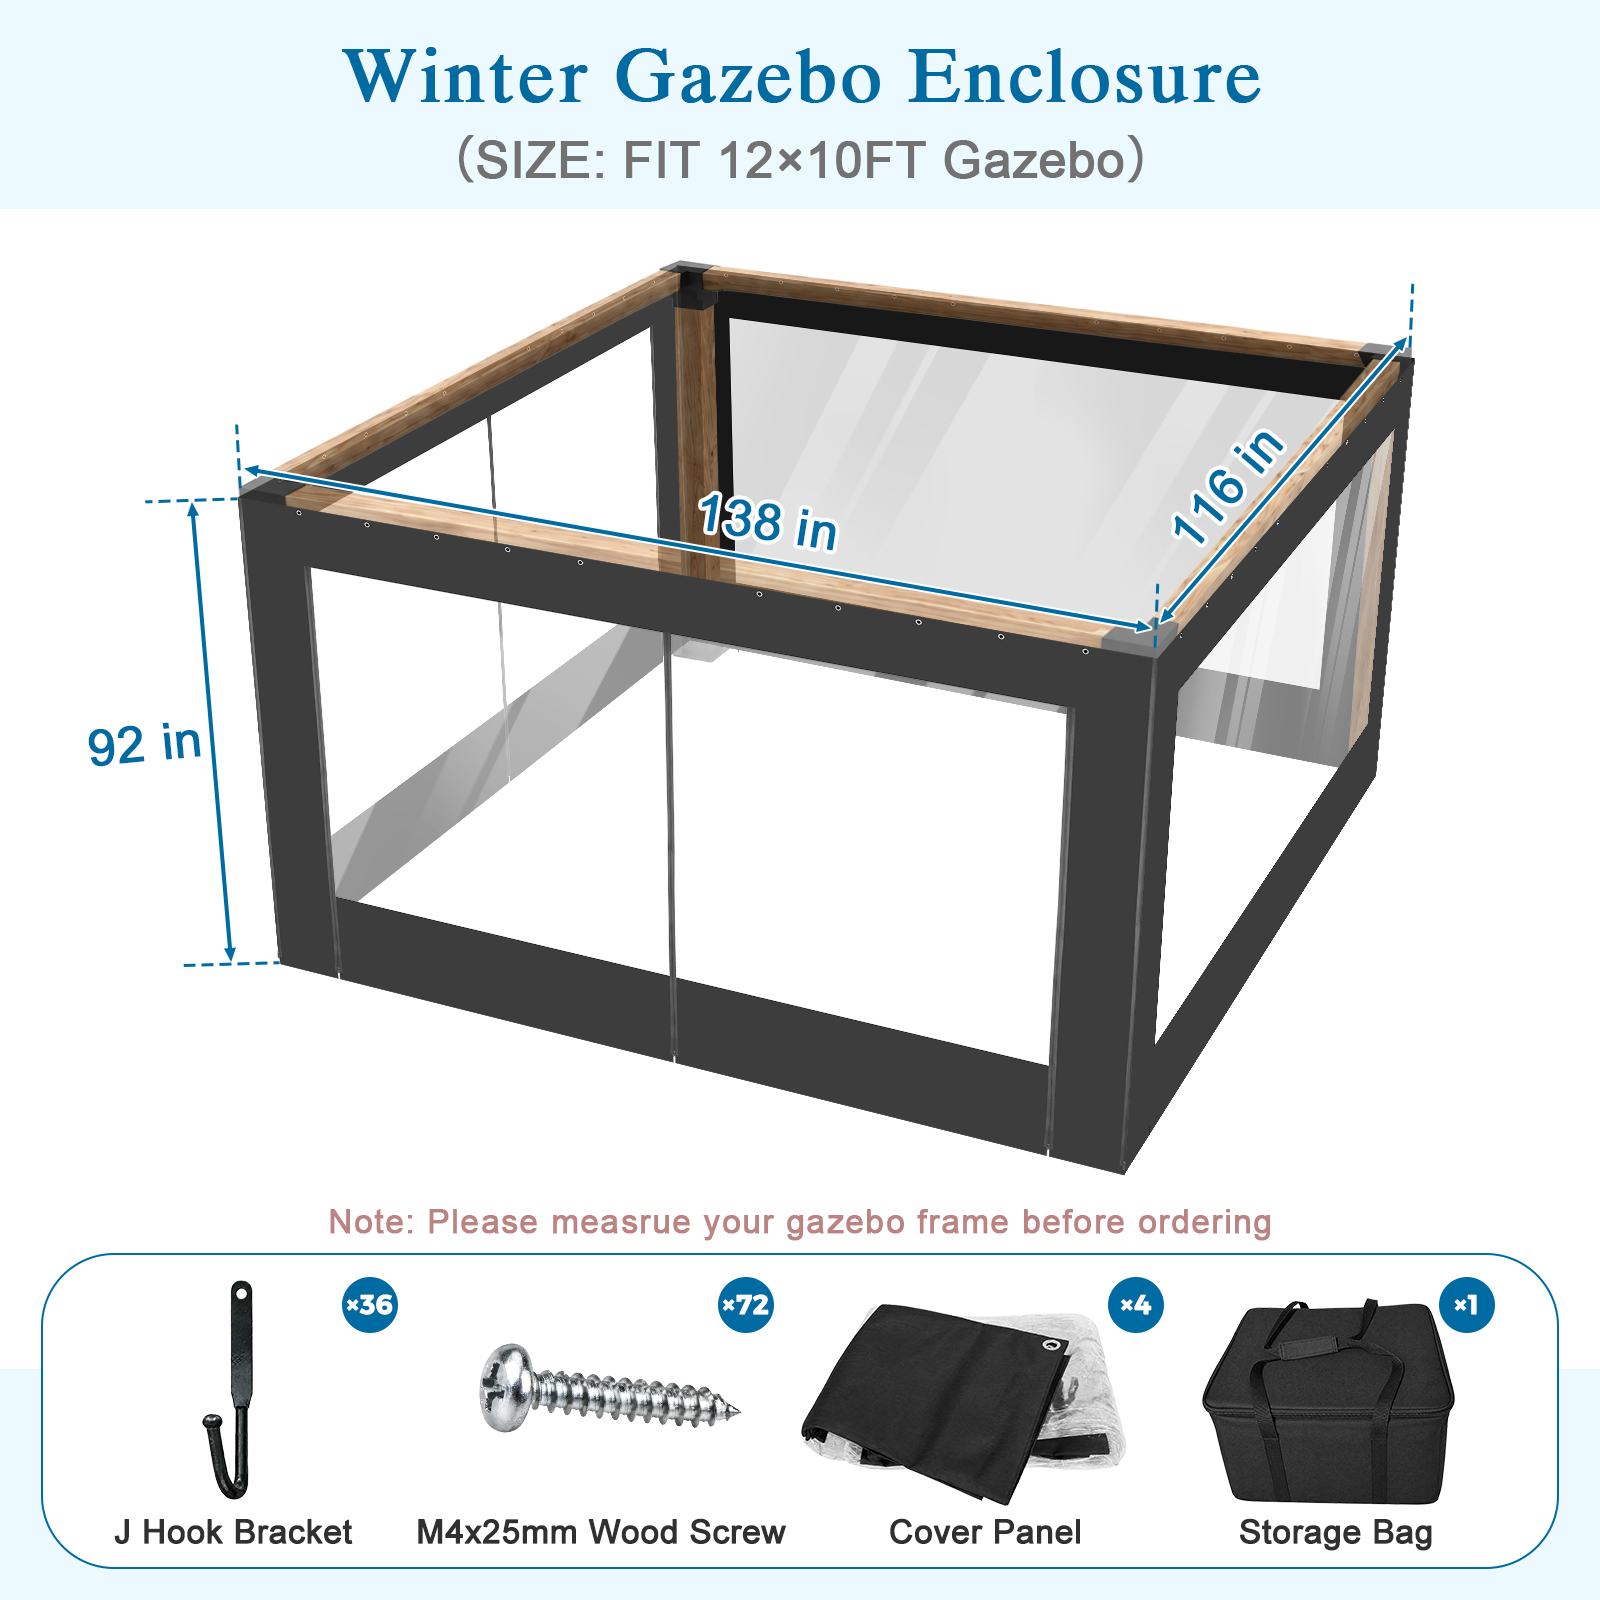 Winter Gazebo Enclosure
(SIZE: FIT 12×10FT Gazebo)
138 in
116 in
92 in
Note: Please measrue your gazebo frame before ordering
×36
×72
×4
×1
J Hook Bracket
M4x25mm Wood Screw
Cover Panel
Storage Bag